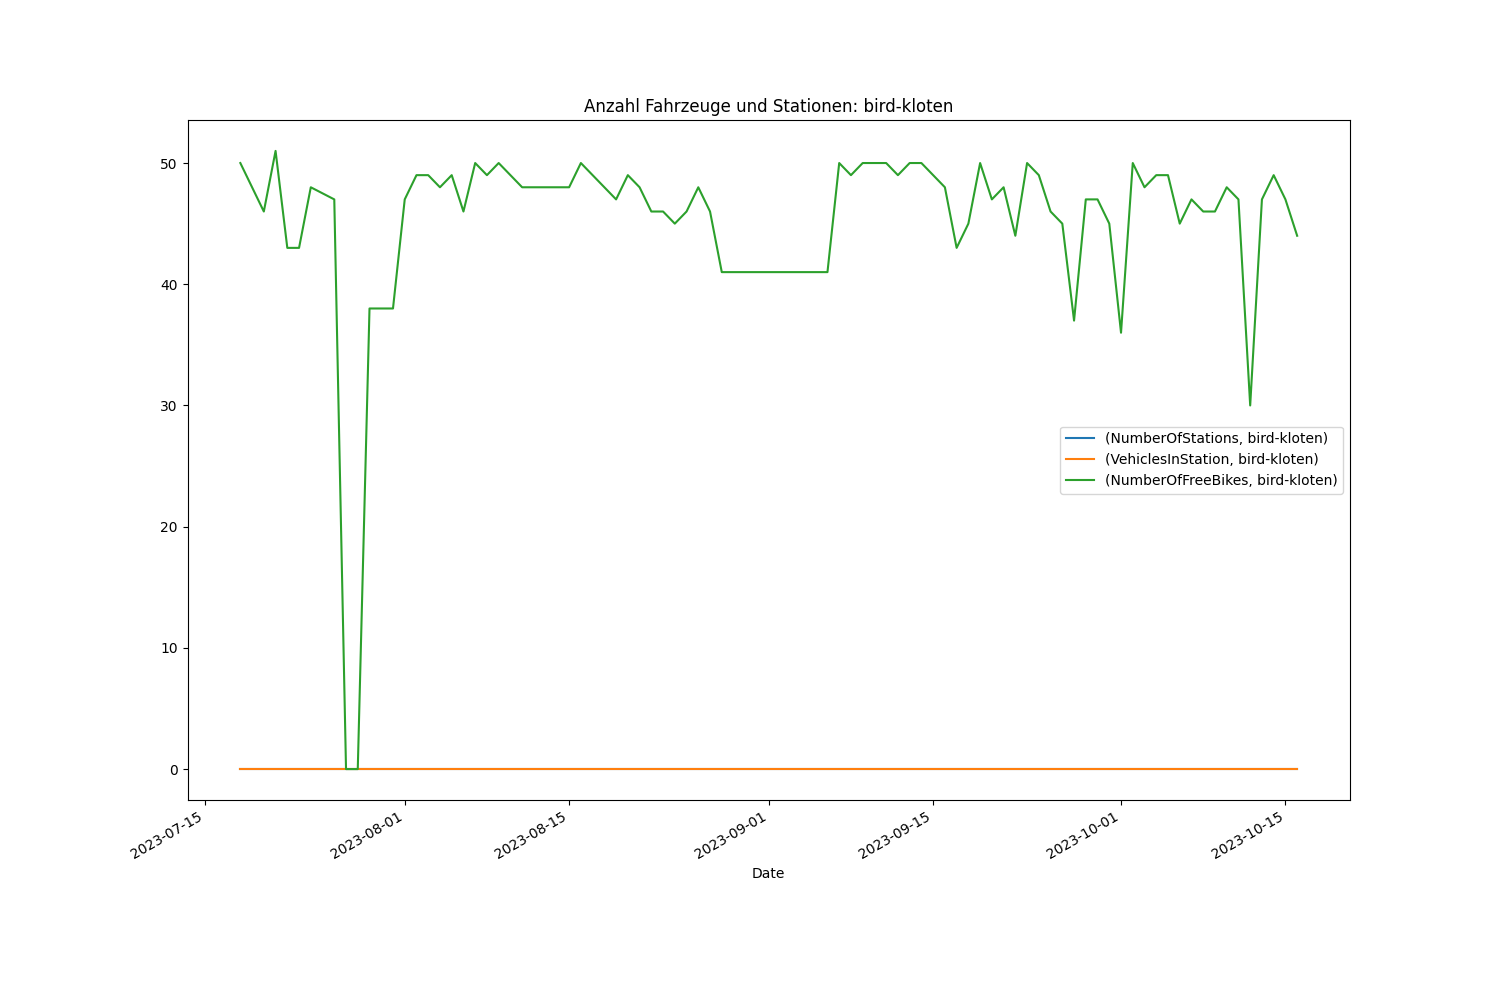 Anzahl Fahrzeuge und Stationen: bird-kloten
50
40
30
20
10
0
(NumberOfStations, bird-kloten)
(VehiclesInStation, bird-kloten)
(NumberOfFreeBikes, bird-kloten)
2023-07-15
2023-08-01
2023-08-15
2023-09-01
2023-09-15
2023-10-01
2023-10-15
Date